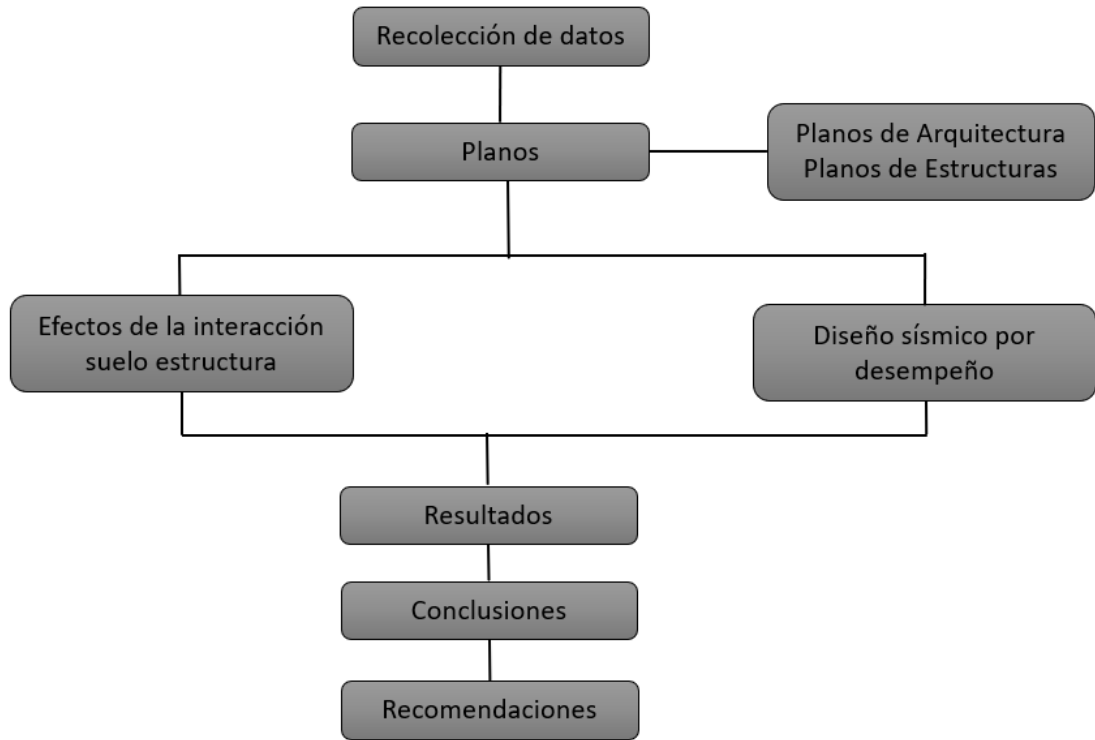 Recolección de datos
Planos
Planos de Arquitectura
Planos de Estructuras
Efectos de la interacción
suelo estructura
Diseño sísmico por
desempeño
Resultados
Conclusiones
Recomendaciones